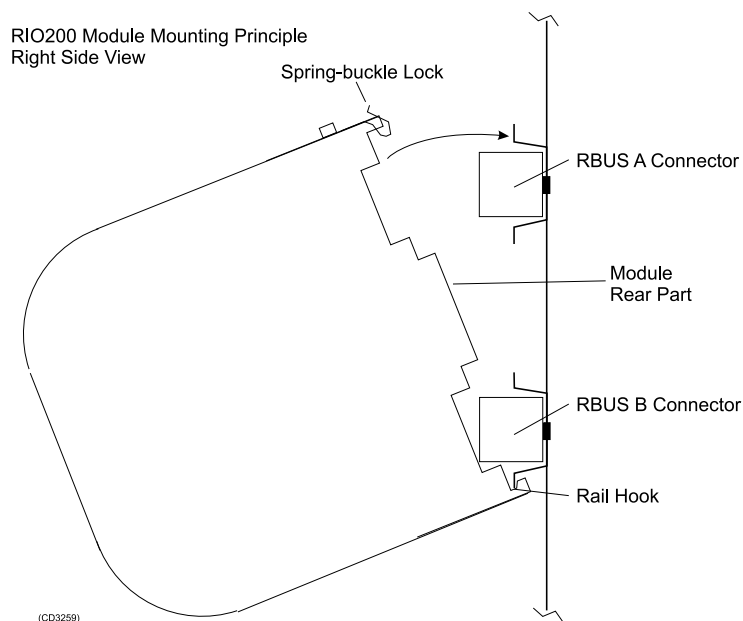 RIO200 Module Mounting Principle
Right Side View
Spring-buckle Lock
RBUS A Connector
Module
Rear Part
RBUS B Connector
Rail Hook
(CD3259)